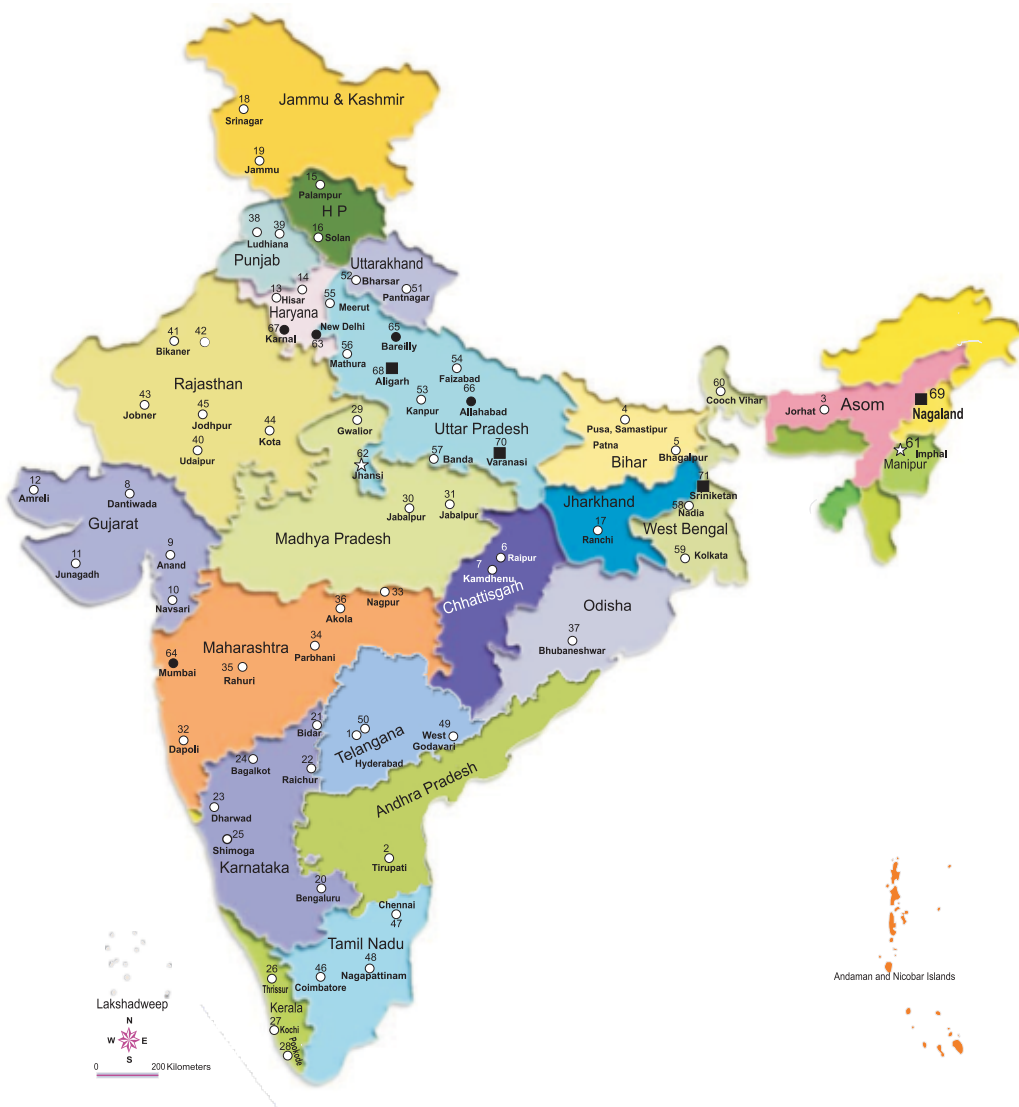 18
Srinagar
Jammu & Kashmir
19
Jammu
15
Palampur
H P
16
Solan
38
39
Ludhiana
Punjab
Uttarakhand
52
Bharsar
51
Pantnagar
13
14
Hisar
Haryana
55
Meerut
67
Karnal
New Delhi
63
65
Bareilly
56
Mathura
68
Aligarh
54
Faizabad
53
Kanpur
66
Allahabad
Uttar Pradesh
57
Banda
70
Varanasi
41
42
Bikaner
Rajasthan
43
Jobner
45
Jodhpur
44
Kota
40
Udaipur
29
Gwalior
62
Jhansi
30
Jabalpur
31
Jabalpur
Madhya Pradesh
12
Amreli
8
Dantiwada
Gujarat
11
Junagadh
9
Anand
10
Navsari
4
Pusa, Samastipur
Patna
5
Bhagalpur
Bihar
60
Cooch Vihar
3
Jorhat
Asom
69
Nagaland
61
Imphal
Manipur
Jharkhand
17
Ranchi
71
Sriniketan
58
Nadia
West Bengal
59
Kolkata
6
Raipur
7
Kamdhenu
Chhattisgarh
Odisha
37
Bhubaneshwar
33
Nagpur
36
Akola
34
Parbhani
Maharashtra
64
Mumbai
35
Rahuri
32
Dapoli
21
Bidar
50
1
Telangana
Hyderabad
49
West
Godavari
24
Bagalkot
22
Raichur
23
Dharwad
25
Shimoga
Karnataka
20
Bengaluru
Andhra Pradesh
2
Tirupati
Chennai
47
Tamil Nadu
46
Coimbatore
48
Nagapattinam
26
Thrissur
Kerala
27
Kochi
28
Pookode
Lakshadweep
N
W E
S
0 200 Kilometers
Andaman and Nicobar Islands